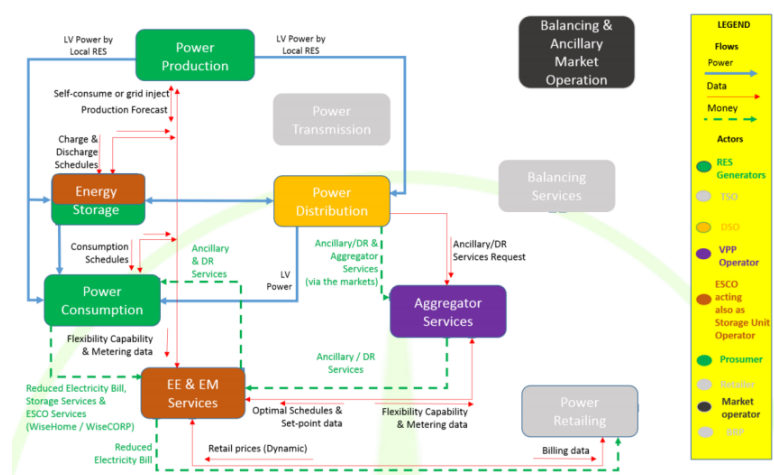 LV Power by
Local RES
Power
Production
LV Power by
Local RES
Balancing &
Ancillary
Market
Operation
Self-consume or grid inject
Production Forecast
Power
Transmission
Charge &
Discharge
Schedules
Energy
Storage
Power
Distribution
Balancing
Services
Consumption
Schedules
Ancillary
& DR
Services
Ancillary/DR &
Aggregator
Services
(via the markets)
Ancillary/DR
Services Request
LV
Power
Power
Consumption
Aggregator
Services
Flexibility Capability
& Metering data
Ancillary / DR
Services
Reduced Electricity Bill,
Storage Services &
ESCO Services
(WiseHome / WiseCORP)
EE & EM
Services
Optimal Schedules &
Set-point data
Flexibility Capability
& Metering data
Power
Retailing
Reduced
Electricity Bill
Retail prices (Dynamic)
Billing data
LEGEND
Flows
Power
Data
Money
Actors
RES
Generators
TSO
DSO
VPP
Operator
ESCO
acting
also as
Storage Unit
Operator
Prosumer
Retailer
Market
operator
BRP